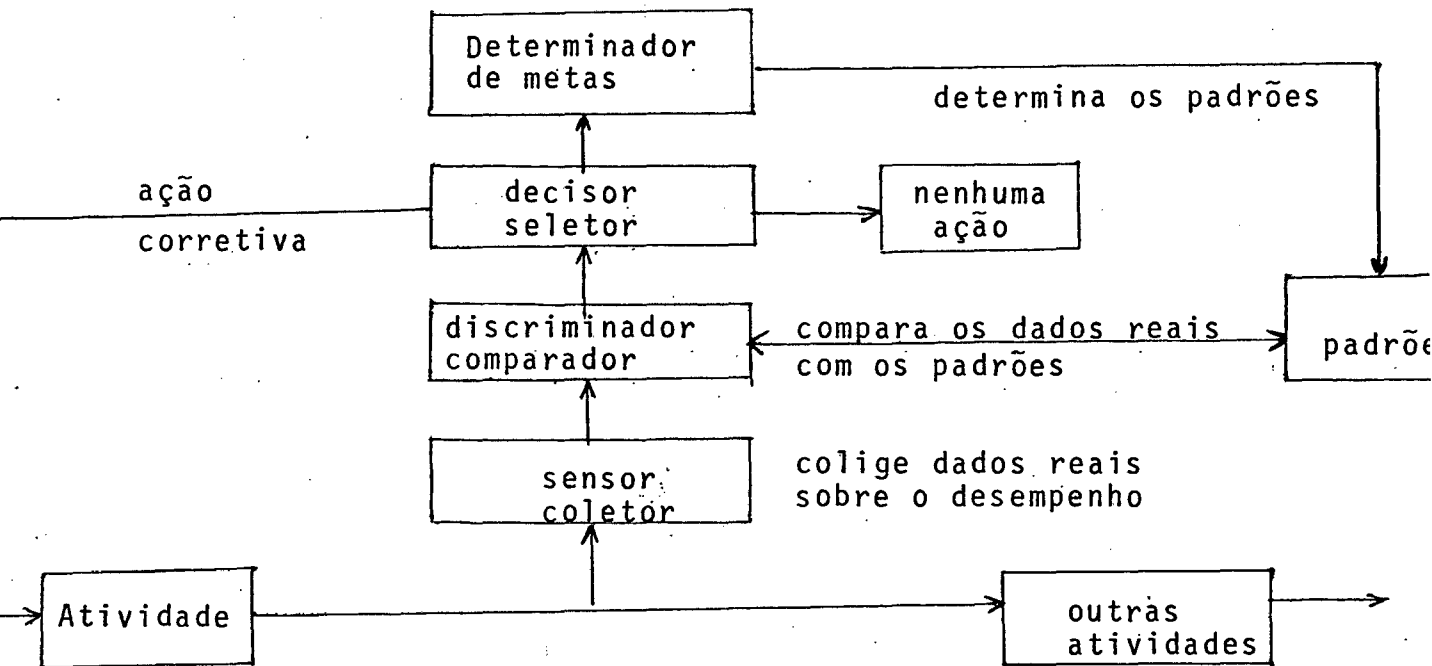 Determinador
de metas
determina os padrões
ação
corretiva
decisor
seletor
nenhuma
ação
discriminador
comparador
compara os dados reais
com os padrões
padrõe
sensor
coletor
colige dados reais
sobre o desempenho
Atividade
outras
atividades